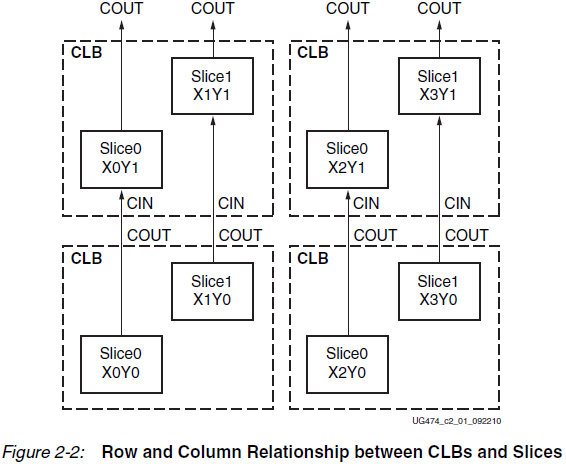 COUT COUT COUT COUT
CLB CLB
Slice1
X1Y1
Slice1
X3Y1
Slice0
X0Y1
Slice0
X2Y1
CIN CIN CIN CIN
COUT COUT COUT COUT
CLB CLB
Slice1
X1Y0
Slice1
X3Y0
Slice0
X0Y0
Slice0
X2Y0
UG474_c2_01_092210
Figure 2-2: Row and Column Relationship between CLBs and Slices